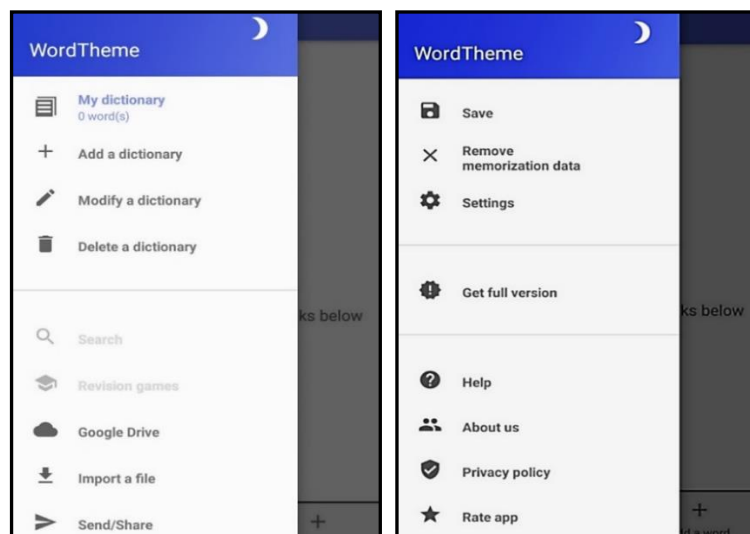 WordTheme
My dictionary
0 word(s)
Add a dictionary
Modify a dictionary
Delete a dictionary
ks below
Search
Revision games
Google Drive
Import a file
Send/Share
WordTheme
Save
Remove
memorization data
Settings
Get full version
ks below
Help
About us
Privacy policy
Rate app
d a word